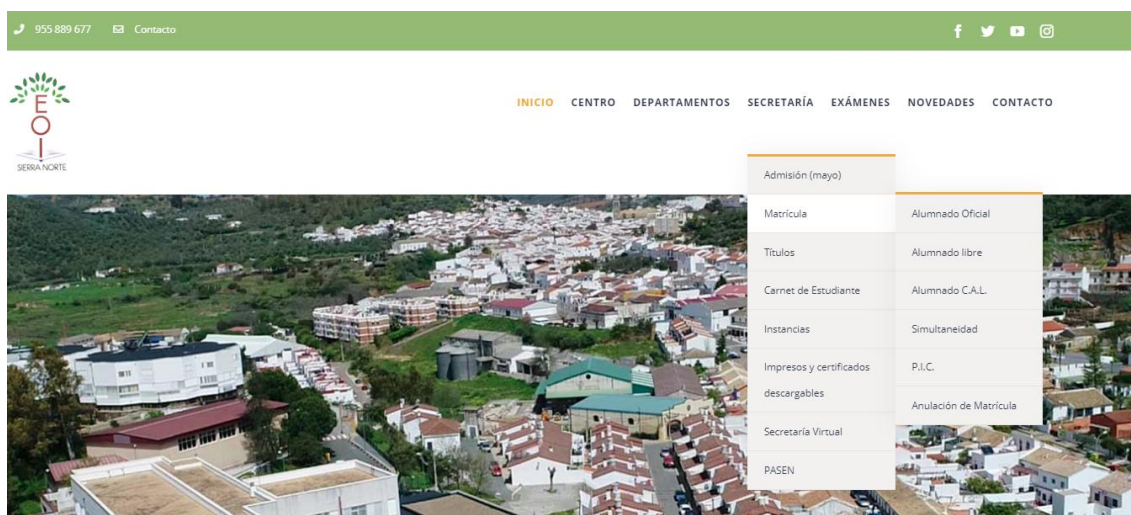 955 889 677 Contacto
EOI
SIERRA NORTE
INICIO CENTRO DEPARTAMENTOS SECRETARÍA EXÁMENES NOVEDADES CONTACTO
Admisión (mayo)
Matrícula
Títulos
Carnet de Estudiante
Instancias
Impresos y certificados
descargables
Secretaría Virtual
PASEN
Alumnado Oficial
Alumnado libre
Alumnado C.A.L.
Simultaneidad
P.I.C.
Anulación de Matrícula